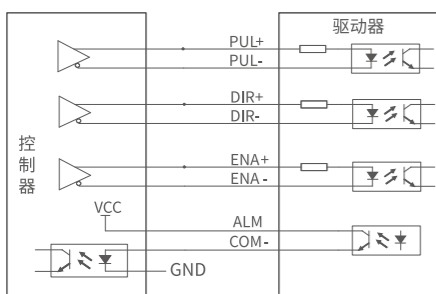 驱动器
PUL+
PUL-
DIR+
DIR-
控制器
ENA+
ENA-
VCC
ALM
COM-
GND